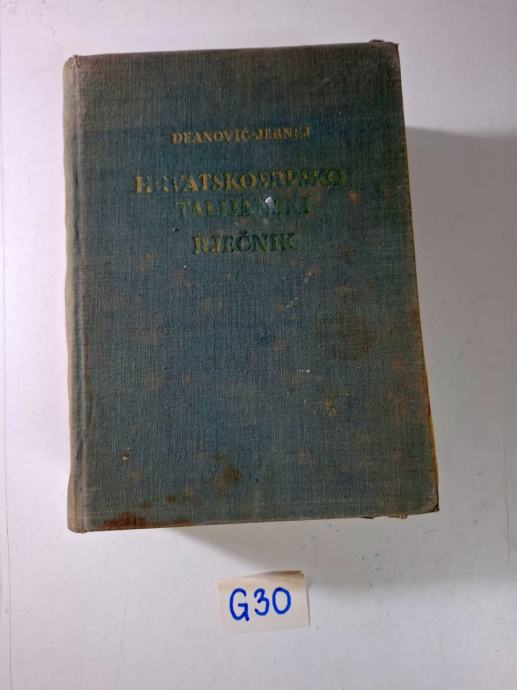 DEANOVIĆ-JERNEJ
HRVATSKOSRPSKO
TALIJANSKI
RJEČNIK
G30